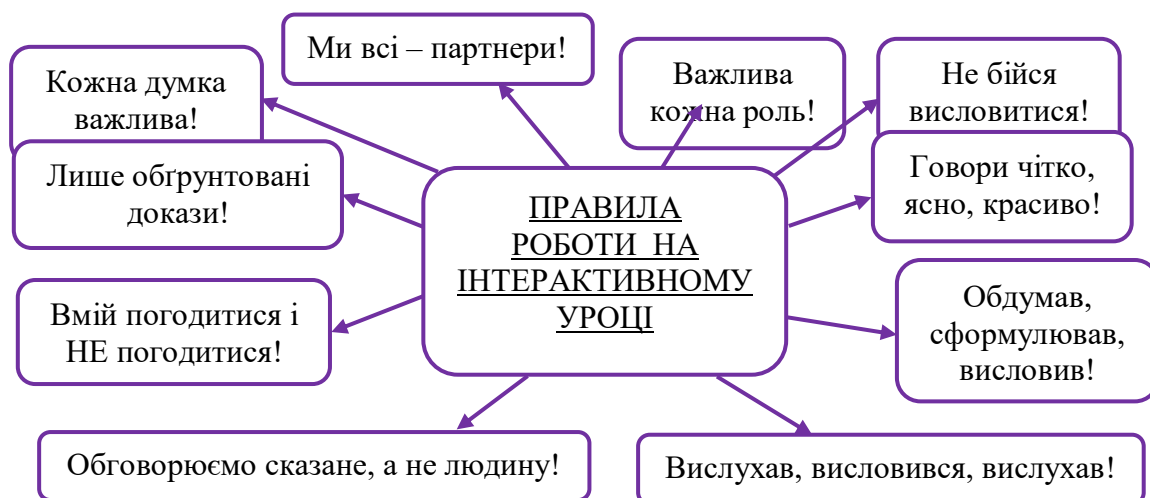 Ми всі – партнери!
Кожна думка
важлива!
Важлива
кожна роль!
Не бійся
висловитися!
Лише обґрунтовані
докази!
Говори чітко,
ясно, красиво!
ПРАВИЛА
РОБОТИ НА
ІНТЕРАКТИВНОМУ
УРОЦІ
Вмій погодитися і
НЕ погодитися!
Обдумав,
сформулював,
висловив!
Обговорюємо сказане, а не людину!
Вислухав, висловився, вислухав!